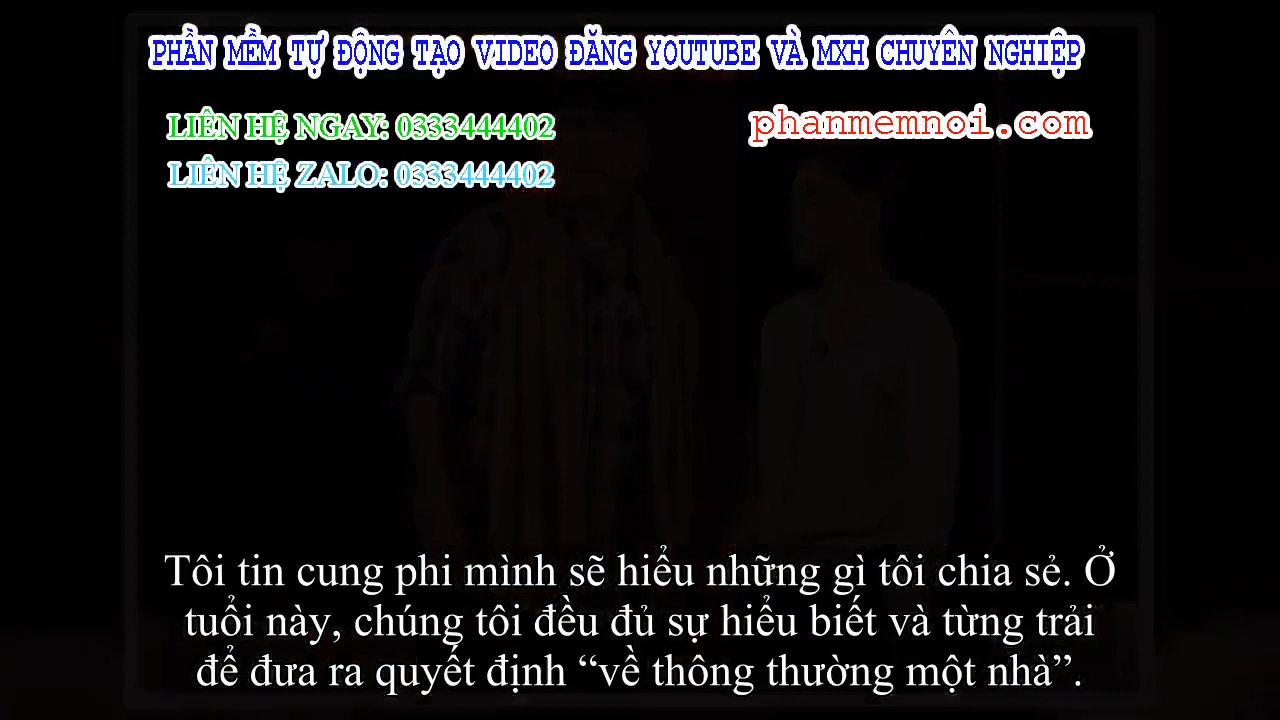 PHẦN MỀM TỰ ĐỘNG TẠO VIDEO ĐĂNG YOUTUBE VÀ MXH CHUYÊN NGHIỆP
LIÊN HỆ NGAY: 0333444402
phanmemnoi.com
LIÊN HỆ ZALO: 0333444402
Tôi tin cung phi mình sẽ hiểu những gì tôi chia sẻ. Ở
tuổi này, chúng tôi đều đủ sự hiểu biết và từng trải
để đưa ra quyết định “về thông thường một nhà”.